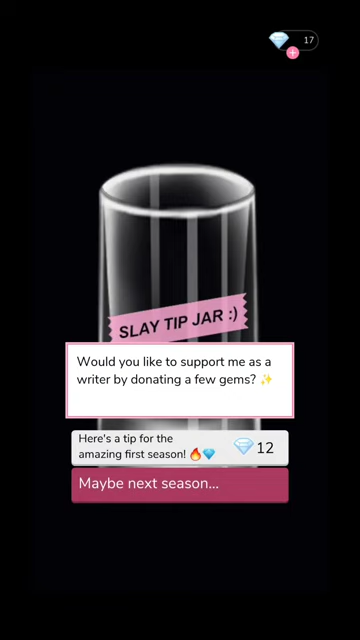 17
SLAY TIP JAR :)
Would you like to support me as a
writer by donating a few gems? ✨
Here's a tip for the
amazing first season! 🔥💎
12
Maybe next season...